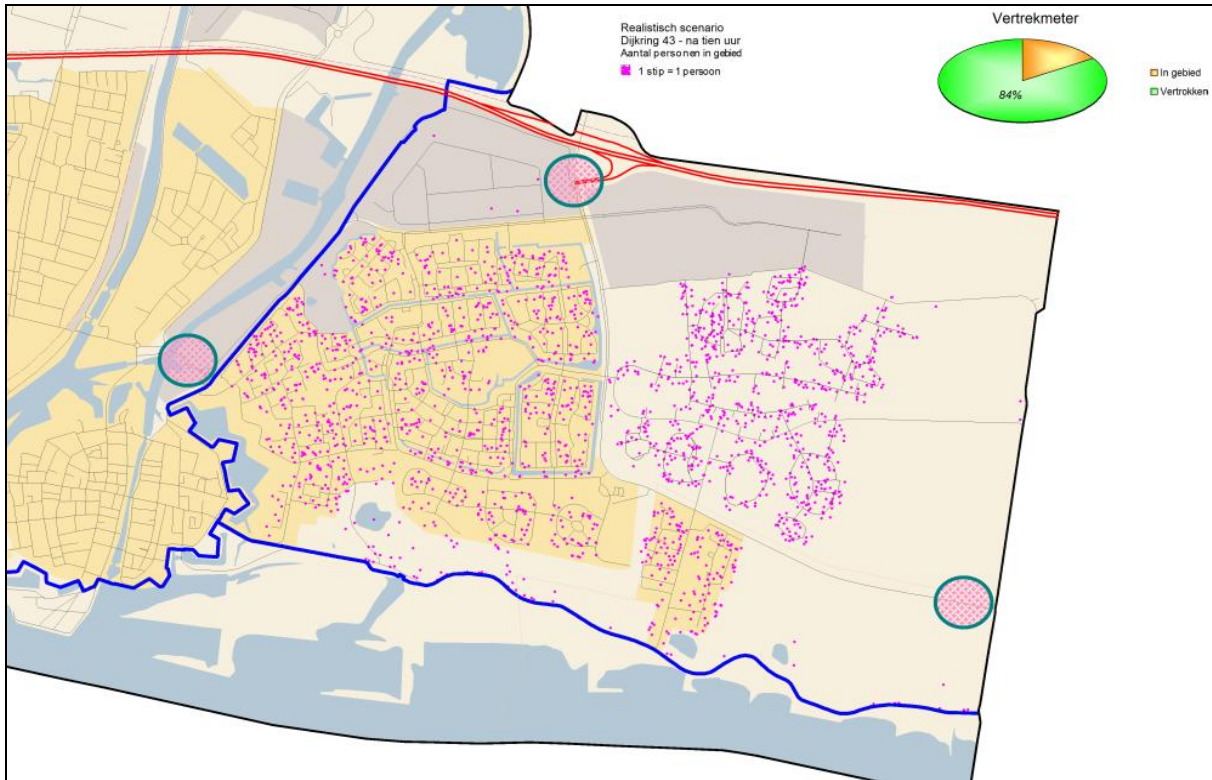 Realistisch scenario
Dijkring 43 - na tien uur
Aantal personen in gebied
1 stip = 1 persoon
Vertrekmeter
84%
In gebied
Vertrokken